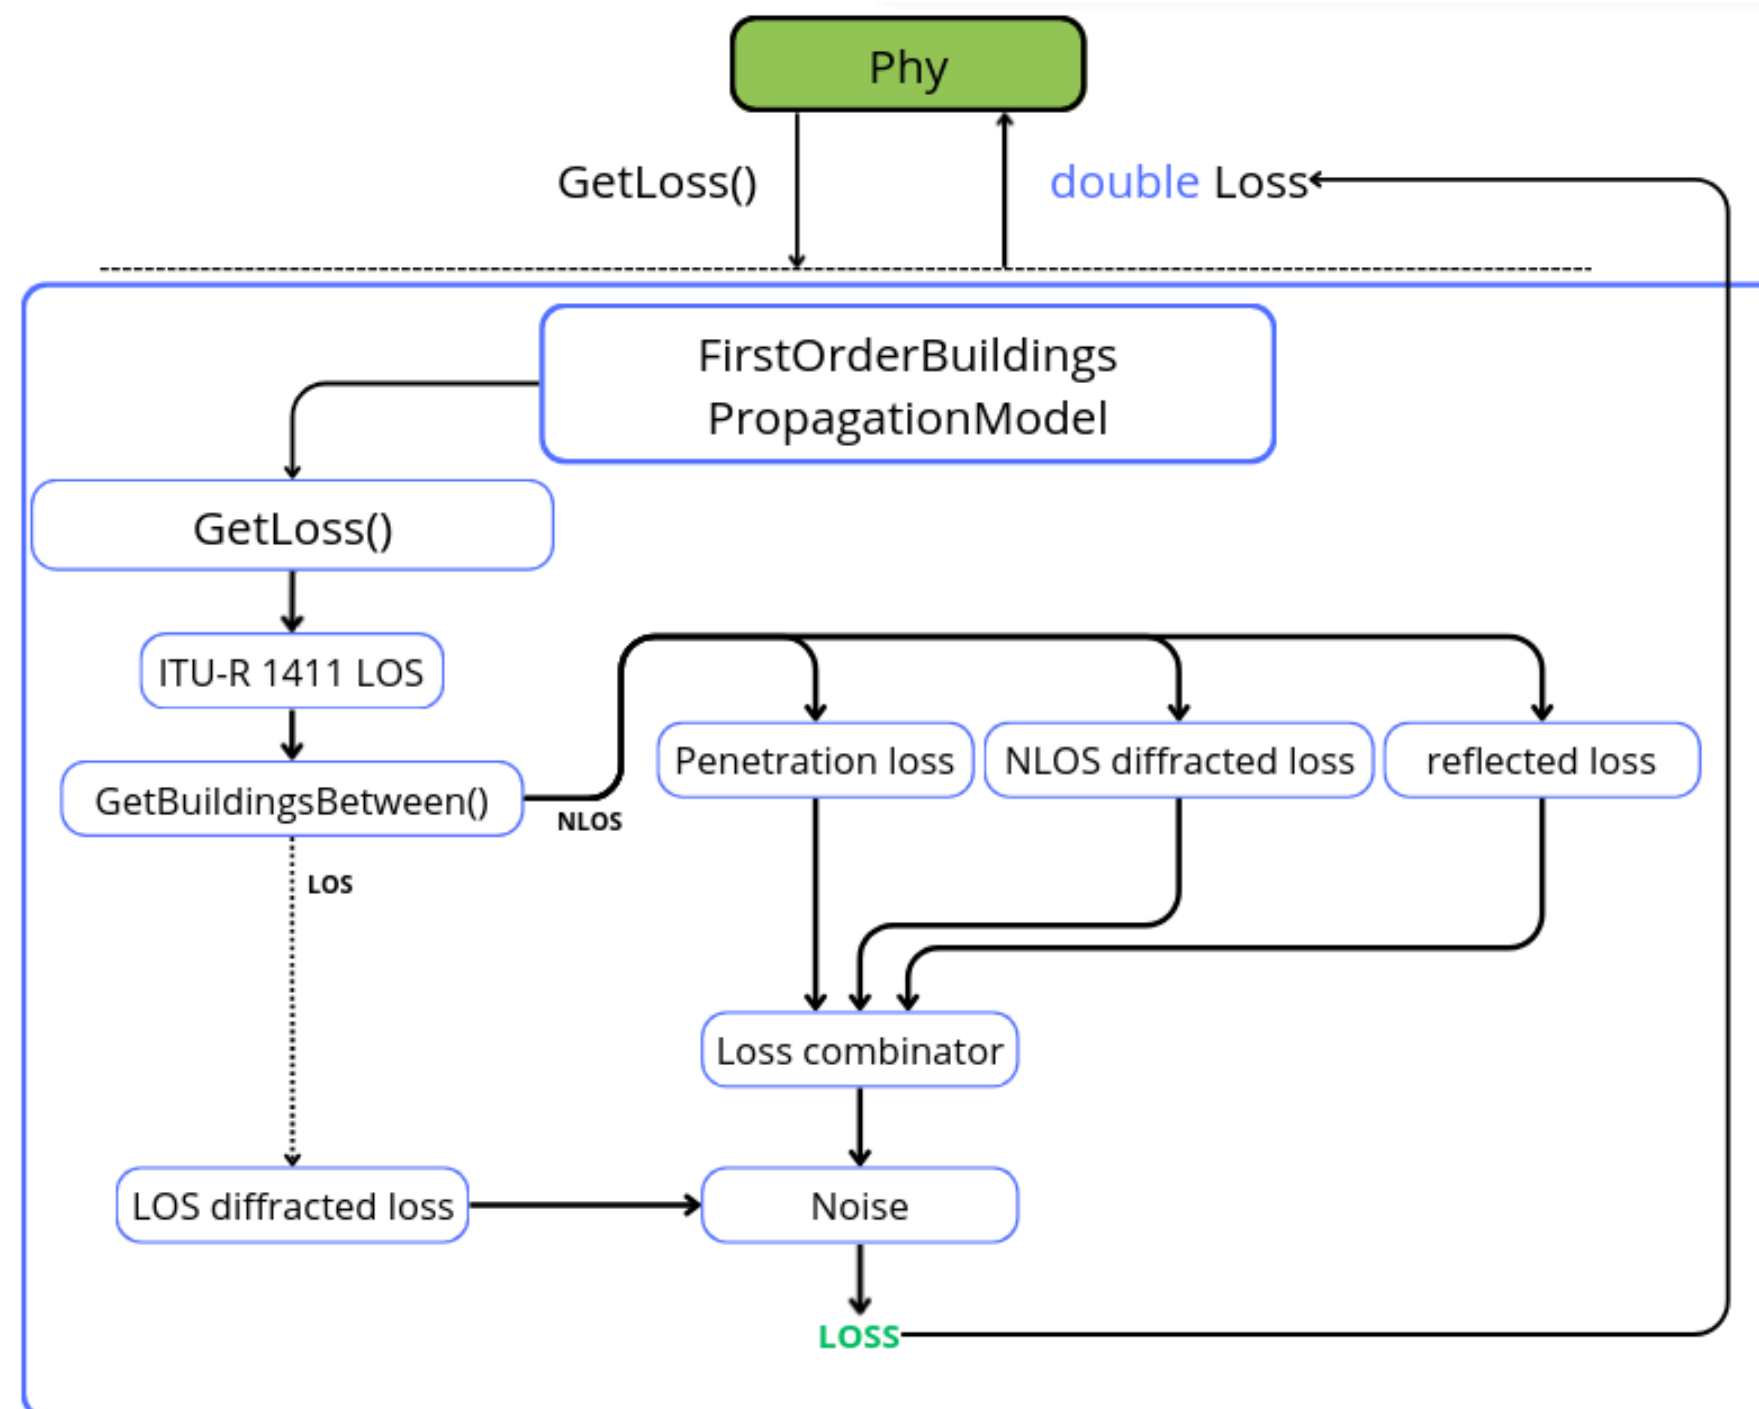 Phy
GetLoss()
double Loss
FirstOrderBuildings
PropagationModel
GetLoss()
ITU-R 1411 LOS
GetBuildingsBetween()
NLOS
Penetration loss
NLOS diffracted loss
reflected loss
LOS
Loss combinator
LOS diffracted loss
Noise
LOSS